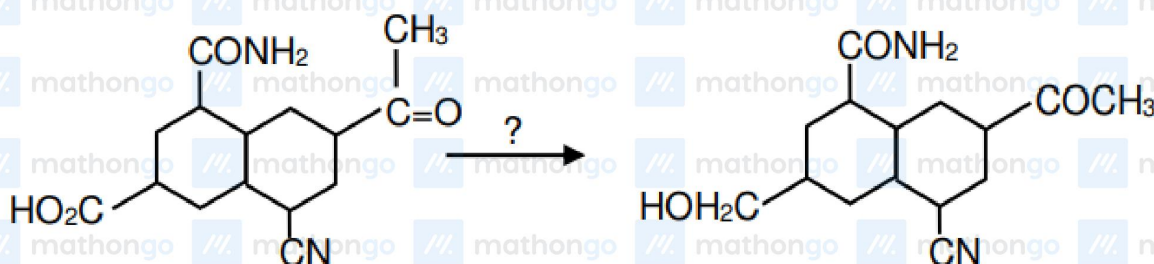 CH₃
CONH₂
C=O
?
HO₂C
CN
CONH₂
COCH₃
HOH₂C
CN
mathongo